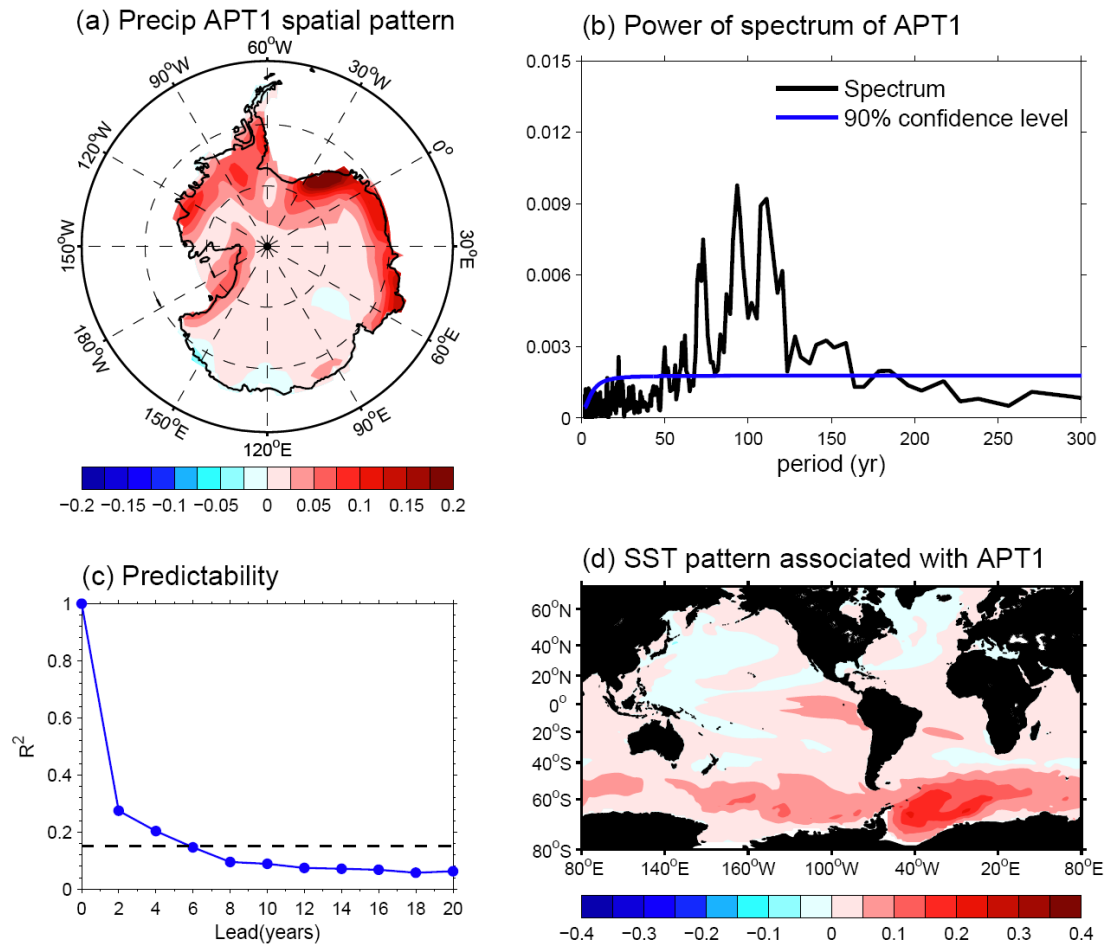 (a) Precip APT1 spatial pattern
60°W
90°W 30°W
120°W 0°
150°W 30°E
180°W 60°E
150°E 90°E
120°E
−0.2 −0.15 −0.1 −0.05 0 0.05 0.1 0.15 0.2
(b) Power of spectrum of APT1
0.015
0.012
0.009
0.006
0.003
0
Spectrum
90% confidence level
0 50 100 150 200 250 300
period (yr)
(c) Predictability
1
0.8
0.6
0.4
0.2
0
R²
0 2 4 6 8 10 12 14 16 18 20
Lead(years)
(d) SST pattern associated with APT1
60°N
40°N
20°N
0°
20°S
40°S
60°S
80°S
80°E 140°E 160°W 100°W 40°W 20°E 80°E
−0.4 −0.3 −0.2 −0.1 0 0.1 0.2 0.3 0.4